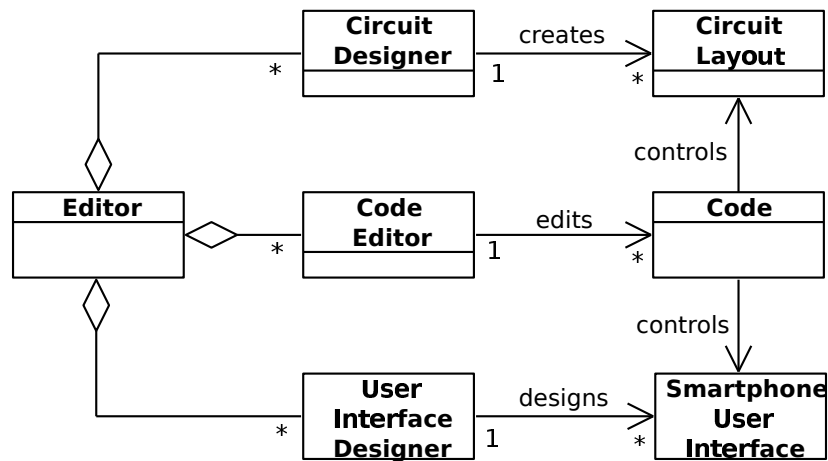 Circuit
Designer
creates
Circuit
Layout
*
1
*
controls
Editor
Code
Editor
edits
Code
*
1
*
controls
User
Interface
Designer
designs
Smartphone
User
Interface
*
1
*